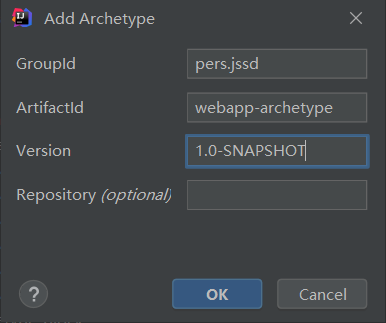 Add Archetype
GroupId pers.jssd
ArtifactId webapp-archetype
Version 1.0-SNAPSHOT
Repository (optional)
? OK Cancel